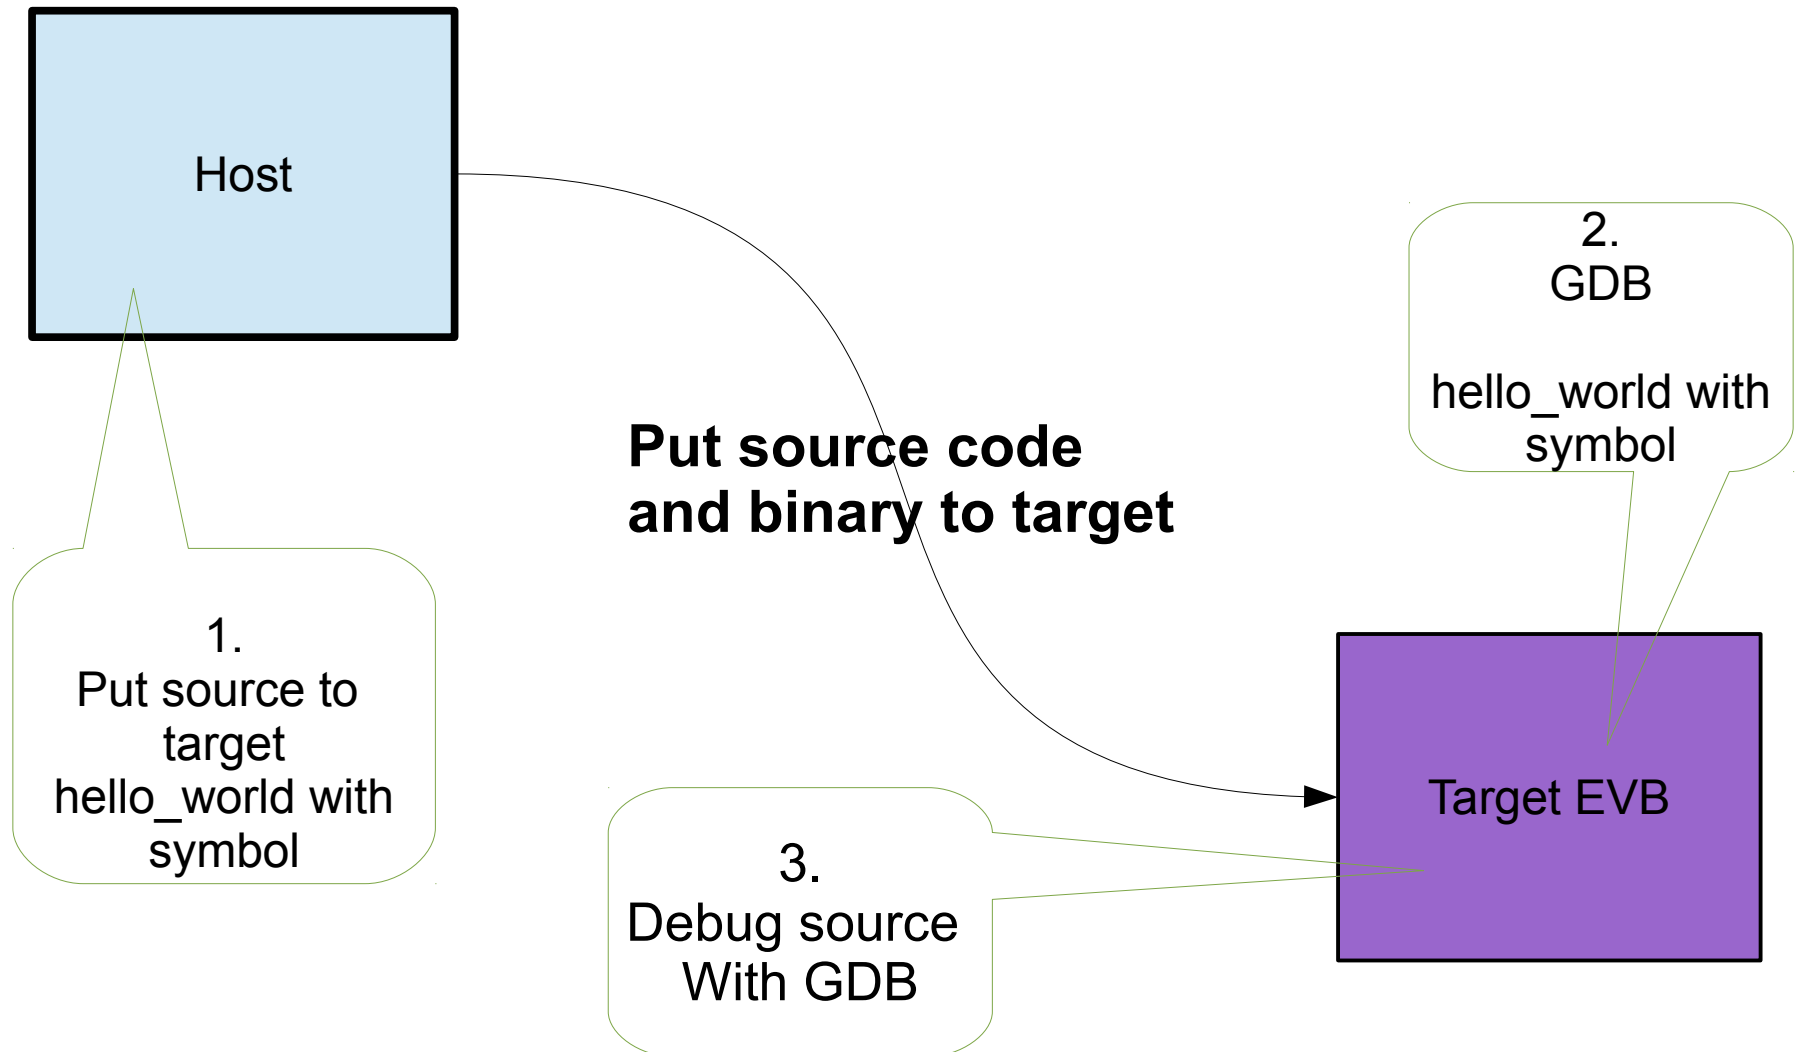 Host
2.
GDB
hello_world with
symbol
Put source code
and binary to target
1.
Put source to
target
hello_world with
symbol
Target EVB
3.
Debug source
With GDB